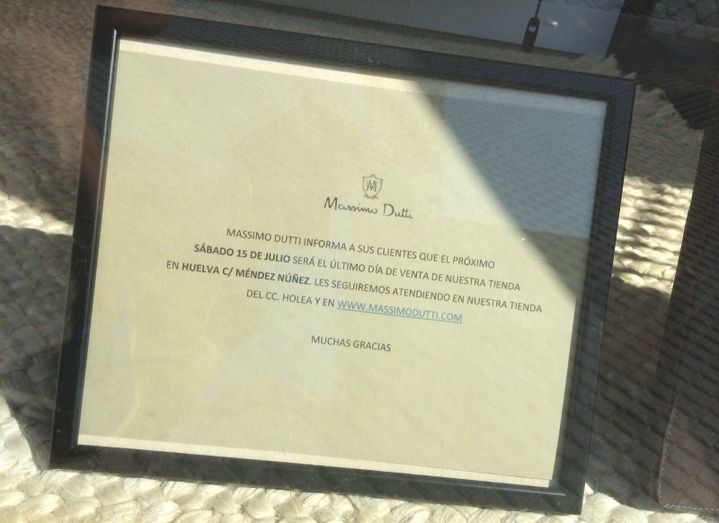 Massimo Dutti
MASSIMO DUTTI INFORMA A SUS CLIENTES QUE EL PRÓXIMO
SÁBADO 15 DE JULIO SERÁ EL ÚLTIMO DÍA DE VENTA DE NUESTRA TIENDA
EN HUELVA C/ MÉNDEZ NÚÑEZ. LES SEGUIREMOS ATENDIENDO EN NUESTRA TIENDA
DEL CC. HOLEA Y EN WWW.MASSIMODUTTI.COM
MUCHAS GRACIAS